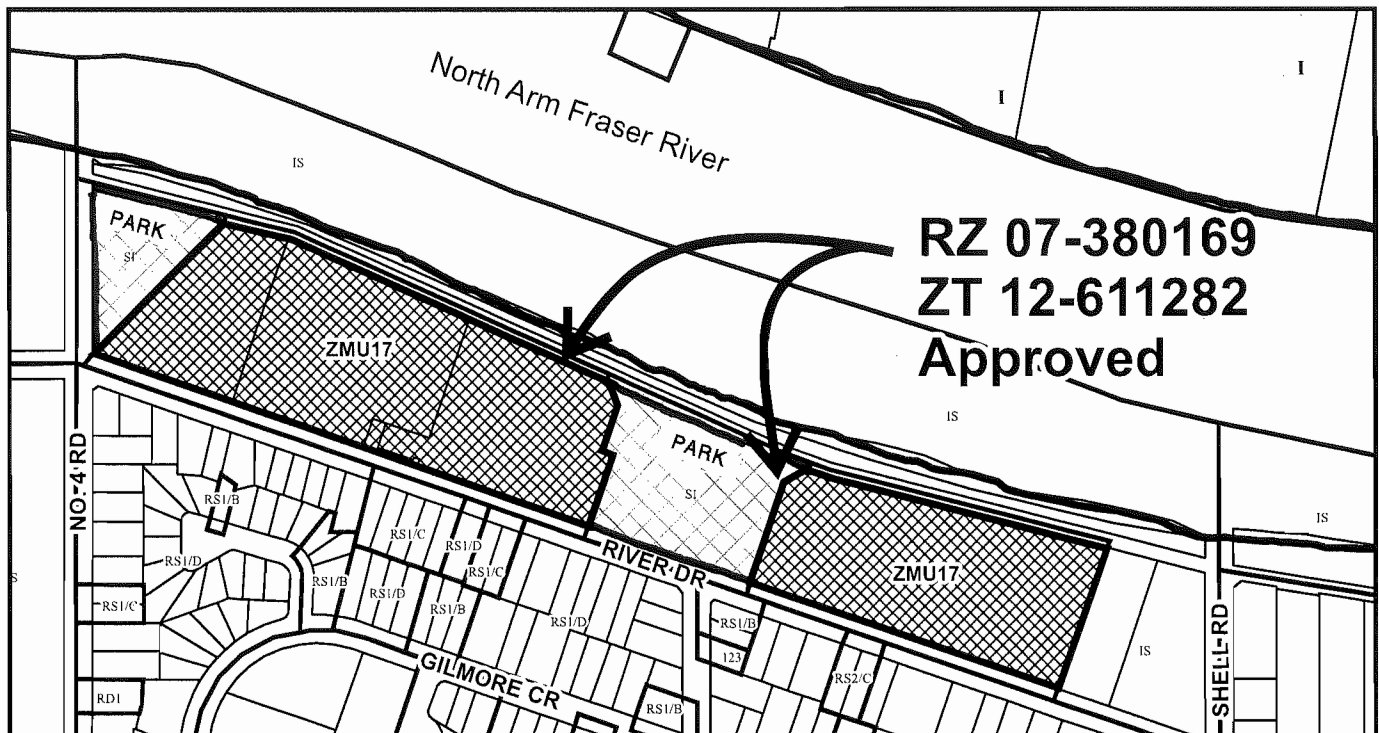 I
I
North Arm Fraser River
IS
RZ 07-380169
ZT 12-611282
Approved
PARK
SI
ZMU17
IS
PARK
SI
IS
NO. 4 RD
RS1/B
RS1/C
RS1/D
RS1/C
RIVER DR
ZMU17
RS1/D
RS1/B
RS1/D
RS1/B
RS1/D
RS1/B
123
IS
RS1/C
GILMORE CR
RS2/C
RD1
RS1/B
SHELL RD
S